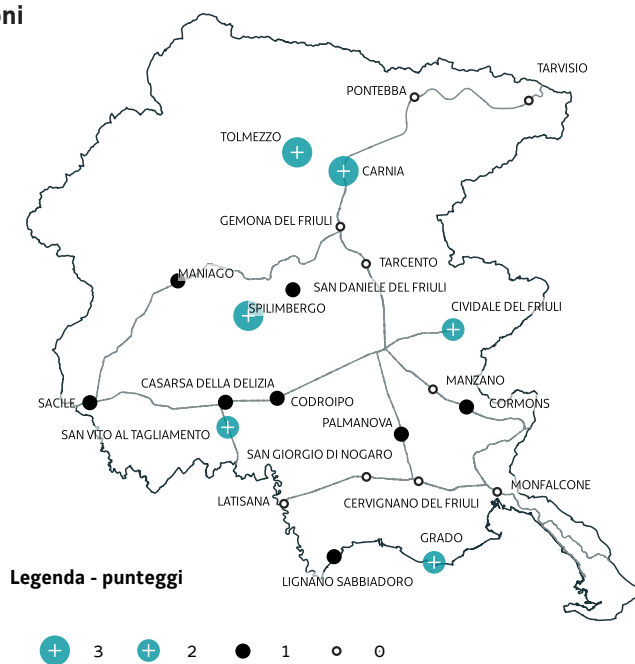 oni
TARVISIO
PONTEBBA
TOLMEZZO
CARNIA
GEMONA DEL FRIULI
TARCENTO
MANIAGO
SAN DANIELE DEL FRIULI
SPILIMBERGO
CIVIDALE DEL FRIULI
MANZANO
CASARSA DELLA DELIZIA
SACILE
CODROIPO
CORMONS
PALMANOVA
SAN VITO AL TAGLIAMENTO
SAN GIORGIO DI NOGARO
MONFALCONE
LATISANA
CERVIGNANO DEL FRIULI
GRADO
LIGNANO SABBIADORO
Legenda - punteggi
3 2 1 0